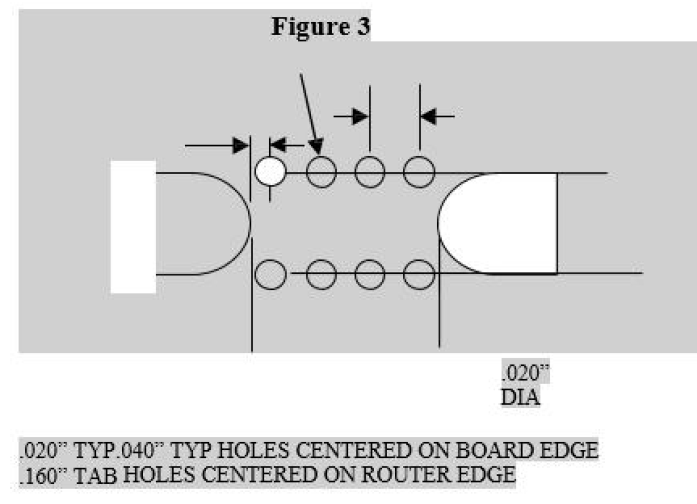 Figure 3
.020”
DIA
.020” TYP.040” TYP HOLES CENTERED ON BOARD EDGE
.160” TAB HOLES CENTERED ON ROUTER EDGE